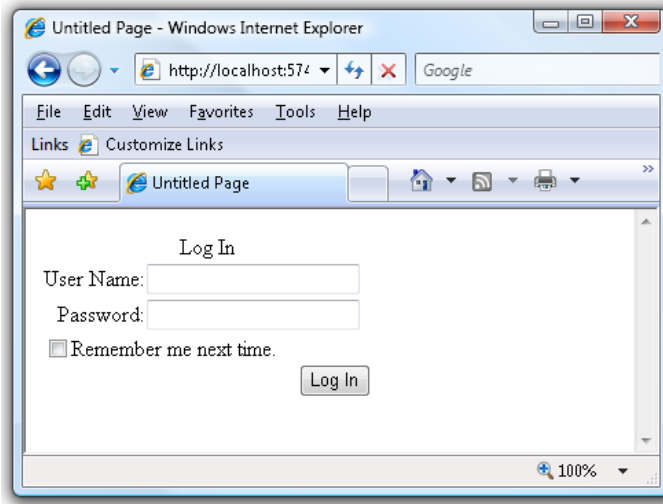 Untitled Page - Windows Internet Explorer
http://localhost:574
Google
File Edit View Favorites Tools Help
Links Customize Links
Untitled Page
Log In
User Name:
Password:
Remember me next time.
Log In
100%